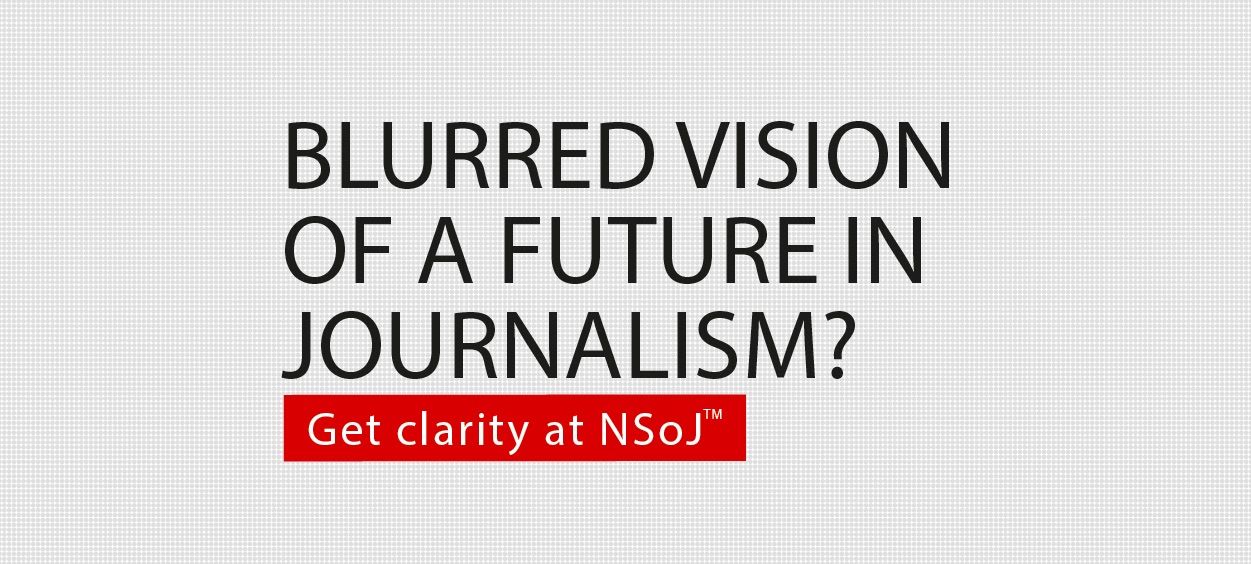 BLURRED VISION
OF A FUTURE IN
JOURNALISM?
Get clarity at NSoJ™